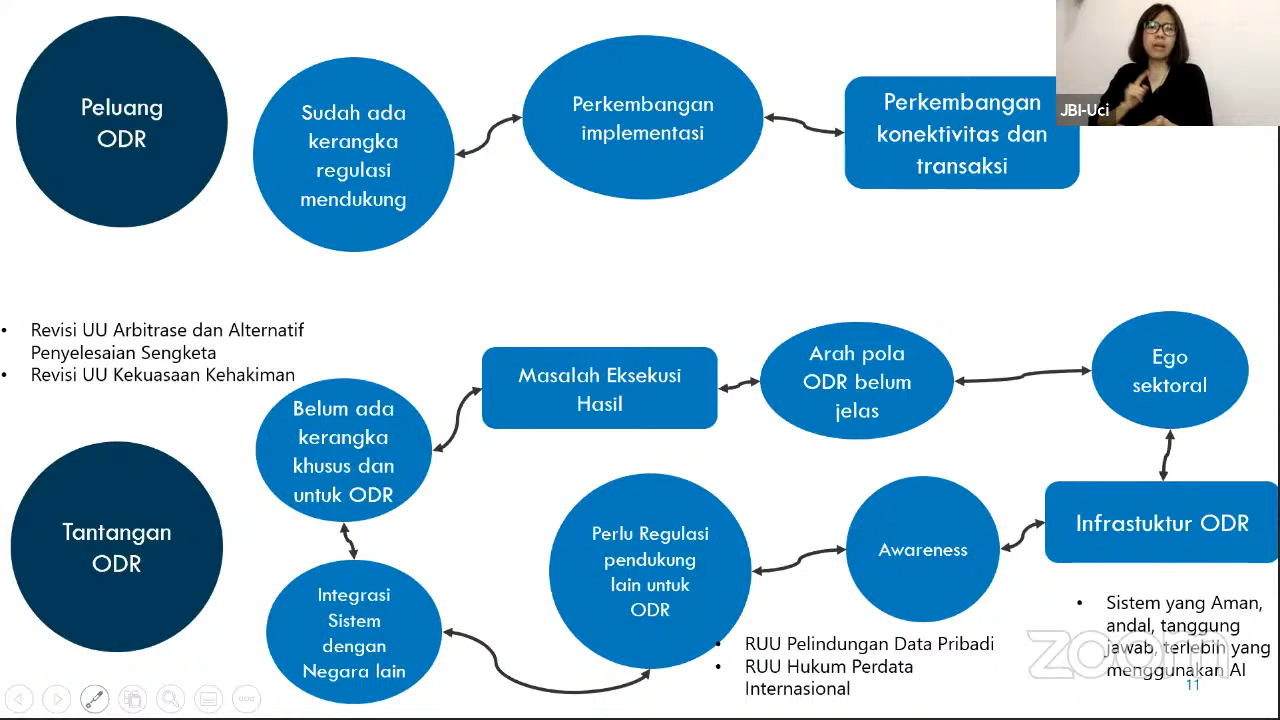 Peluang
ODR
Sudah ada
kerangka
regulasi
mendukung
Perkembangan
implementasi
Perkembangan
konektivitas dan
transaksi
JBI-Uci
• Revisi UU Arbitrase dan Alternatif
Penyelesaian Sengketa
• Revisi UU Kekuasaan Kehakiman
Tantangan
ODR
Belum ada
kerangka
khusus dan
untuk ODR
Masalah Eksekusi
Hasil
Arah pola
ODR belum
jelas
Ego
sektoral
Integrasi
Sistem
dengan
Negara lain
Perlu Regulasi
pendukung
lain untuk
ODR
Awareness
Infrastuktur ODR
• RUU Pelindungan Data Pribadi
• RUU Hukum Perdata
Internasional
• Sistem yang Aman,
andal, tanggung
jawab, terlebih yang
menggunakan AI
zoom
11